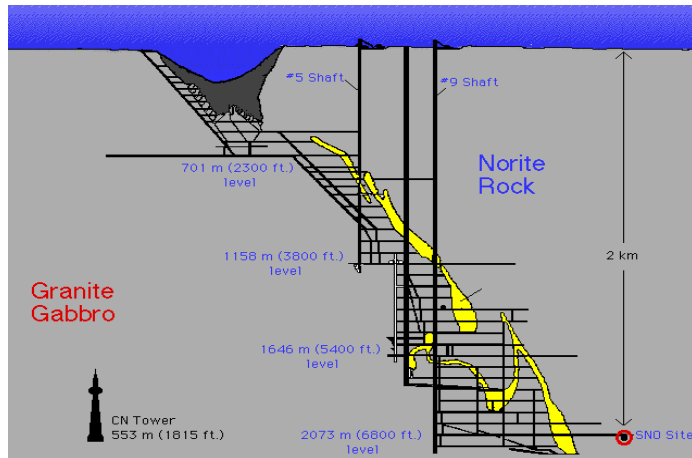 #5 Shaft
#9 Shaft
701 m (2300 ft.)
level
Norite
Rock
1158 m (3800 ft.)
level
2 km
Granite
Gabbro
1646 m (5400 ft.)
level
CN Tower
553 m (1815 ft.)
2073 m (6800 ft.)
level
SNO Site